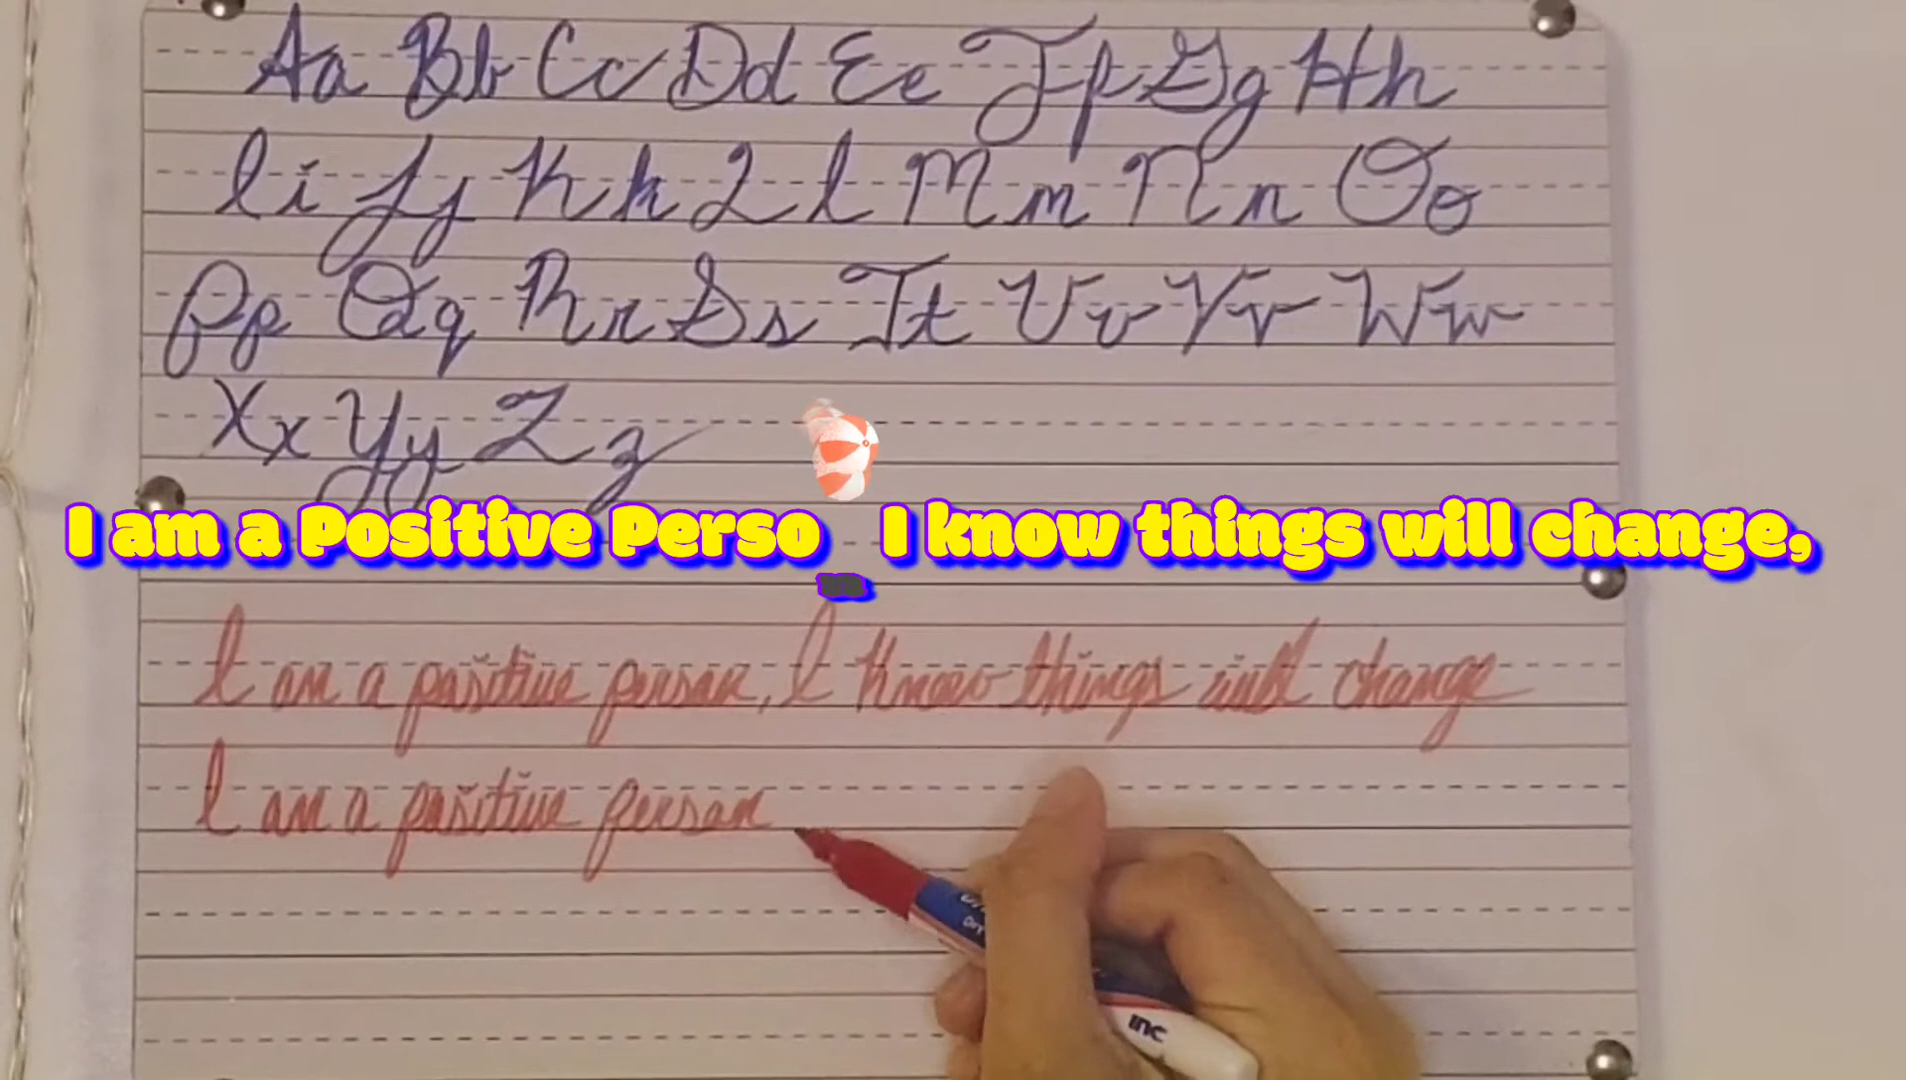 Aa Bb Cc Dd Ee Ff Gg Hh
Ii Jj Kk Ll Mm Nn Oo
Pp Qq Rr Ss Tt Uu Vv Ww
Xx Yy Zz
I am a Positive Perso I know things will change,
I am a positive person, I know things will change
I am a positive person
INC